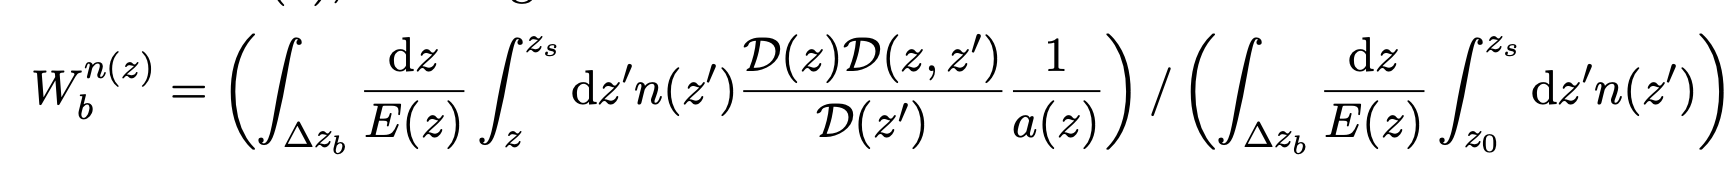 W_b^{n(z)} = \left( \int_{\Delta z_b} \frac{\mathrm{d}z}{E(z)} \int_z^{z_s} \mathrm{d}z' n(z') \frac{\mathcal{D}(z)\mathcal{D}(z,z')}{\mathcal{D}(z')} \frac{1}{a(z)} \right) / \left( \int_{\Delta z_b} \frac{\mathrm{d}z}{E(z)} \int_{z_0}^{z_s} \mathrm{d}z' n(z') \right)